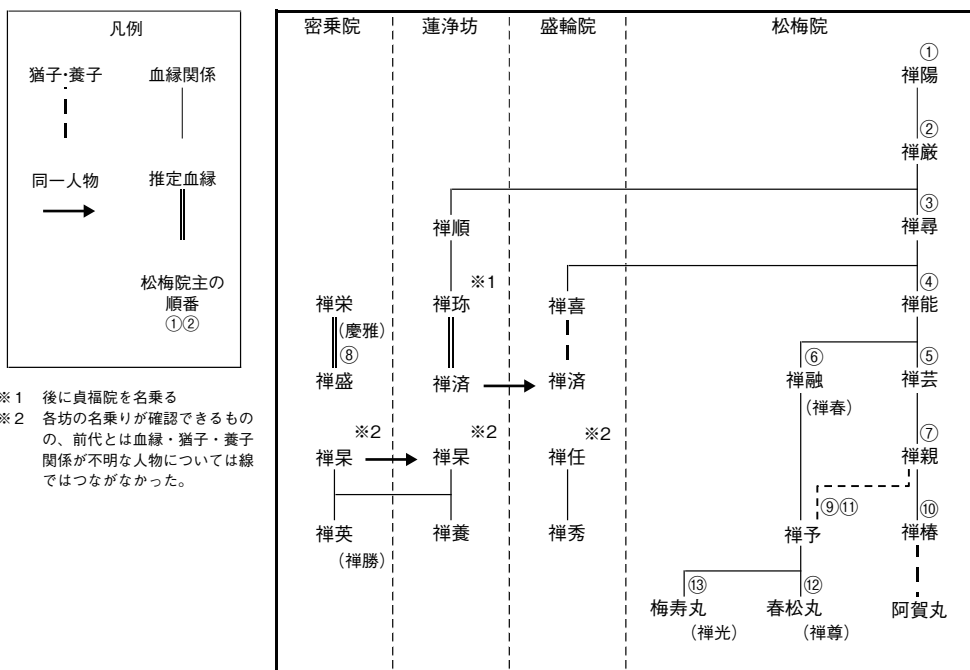 凡例
猶子・養子
血縁関係
同一人物
推定血縁
松梅院主の
順番
①②
※1 後に貞福院を名乗る
※2 各坊の名乗りが確認できるもの
の、前代とは血縁・猶子・養子
関係が不明な人物については線
ではつながなかった。
密乗院 蓮浄坊 盛輪院 松梅院
①
禅陽
②
禅厳
③
禅順 禅尋
※1 ④
禅栄 禅珎 禅喜 禅能
(慶雅)
⑧ ⑥ ⑤
禅盛 禅済 禅済 禅融 禅芸
(禅春)
※2 ※2 ※2 ⑦
禅杲 禅杲 禅任 禅親
⑨⑪ ⑩
禅英 禅養 禅秀 禅予 禅椿
(禅勝)
⑬ ⑫
梅寿丸 春松丸 阿賀丸
(禅光) (禅尊)